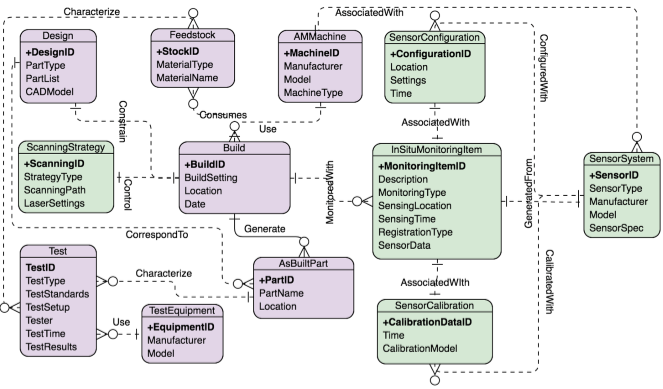 Characterize
AssociatedWith
Design
+DesignID
PartType
PartList
CADModel
Feedstock
+StockID
MaterialType
MaterialName
AMMachine
+MachineID
Manufacturer
Model
MachineType
SensorConfiguration
+ConfigurationID
Location
Settings
Time
ConfiguredWith
Constrain
Consumes
Use
AssociatedWith
ScanningStrategy
+ScanningID
StrategyType
ScanningPath
LaserSettings
Control
Build
+BuildID
BuildSetting
Location
Date
MonitoredWith
InSituMonitoringItem
+MonitoringItemID
Description
MonitoringType
SensingLocation
SensingTime
RegistrationType
SensorData
GeneratedFrom
SensorSystem
+SensorID
SensorType
Manufacturer
Model
SensorSpec
CorrespondTo
Generate
Test
TestID
TestType
TestStandards
TestSetup
Tester
TestTime
TestResults
Characterize
AsBuiltPart
+PartID
PartName
Location
AssociatedWIth
CalibratedWith
Use
TestEquipment
+EquipmentID
Manufacturer
Model
SensorCalibration
+CalibrationDataID
Time
CalibrationModel